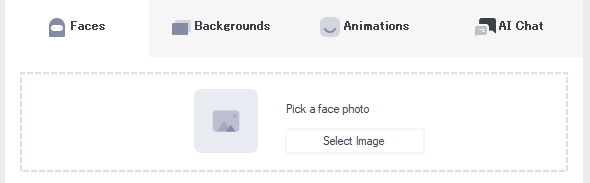 Faces
Backgrounds
Animations
AI Chat
Pick a face photo
Select Image